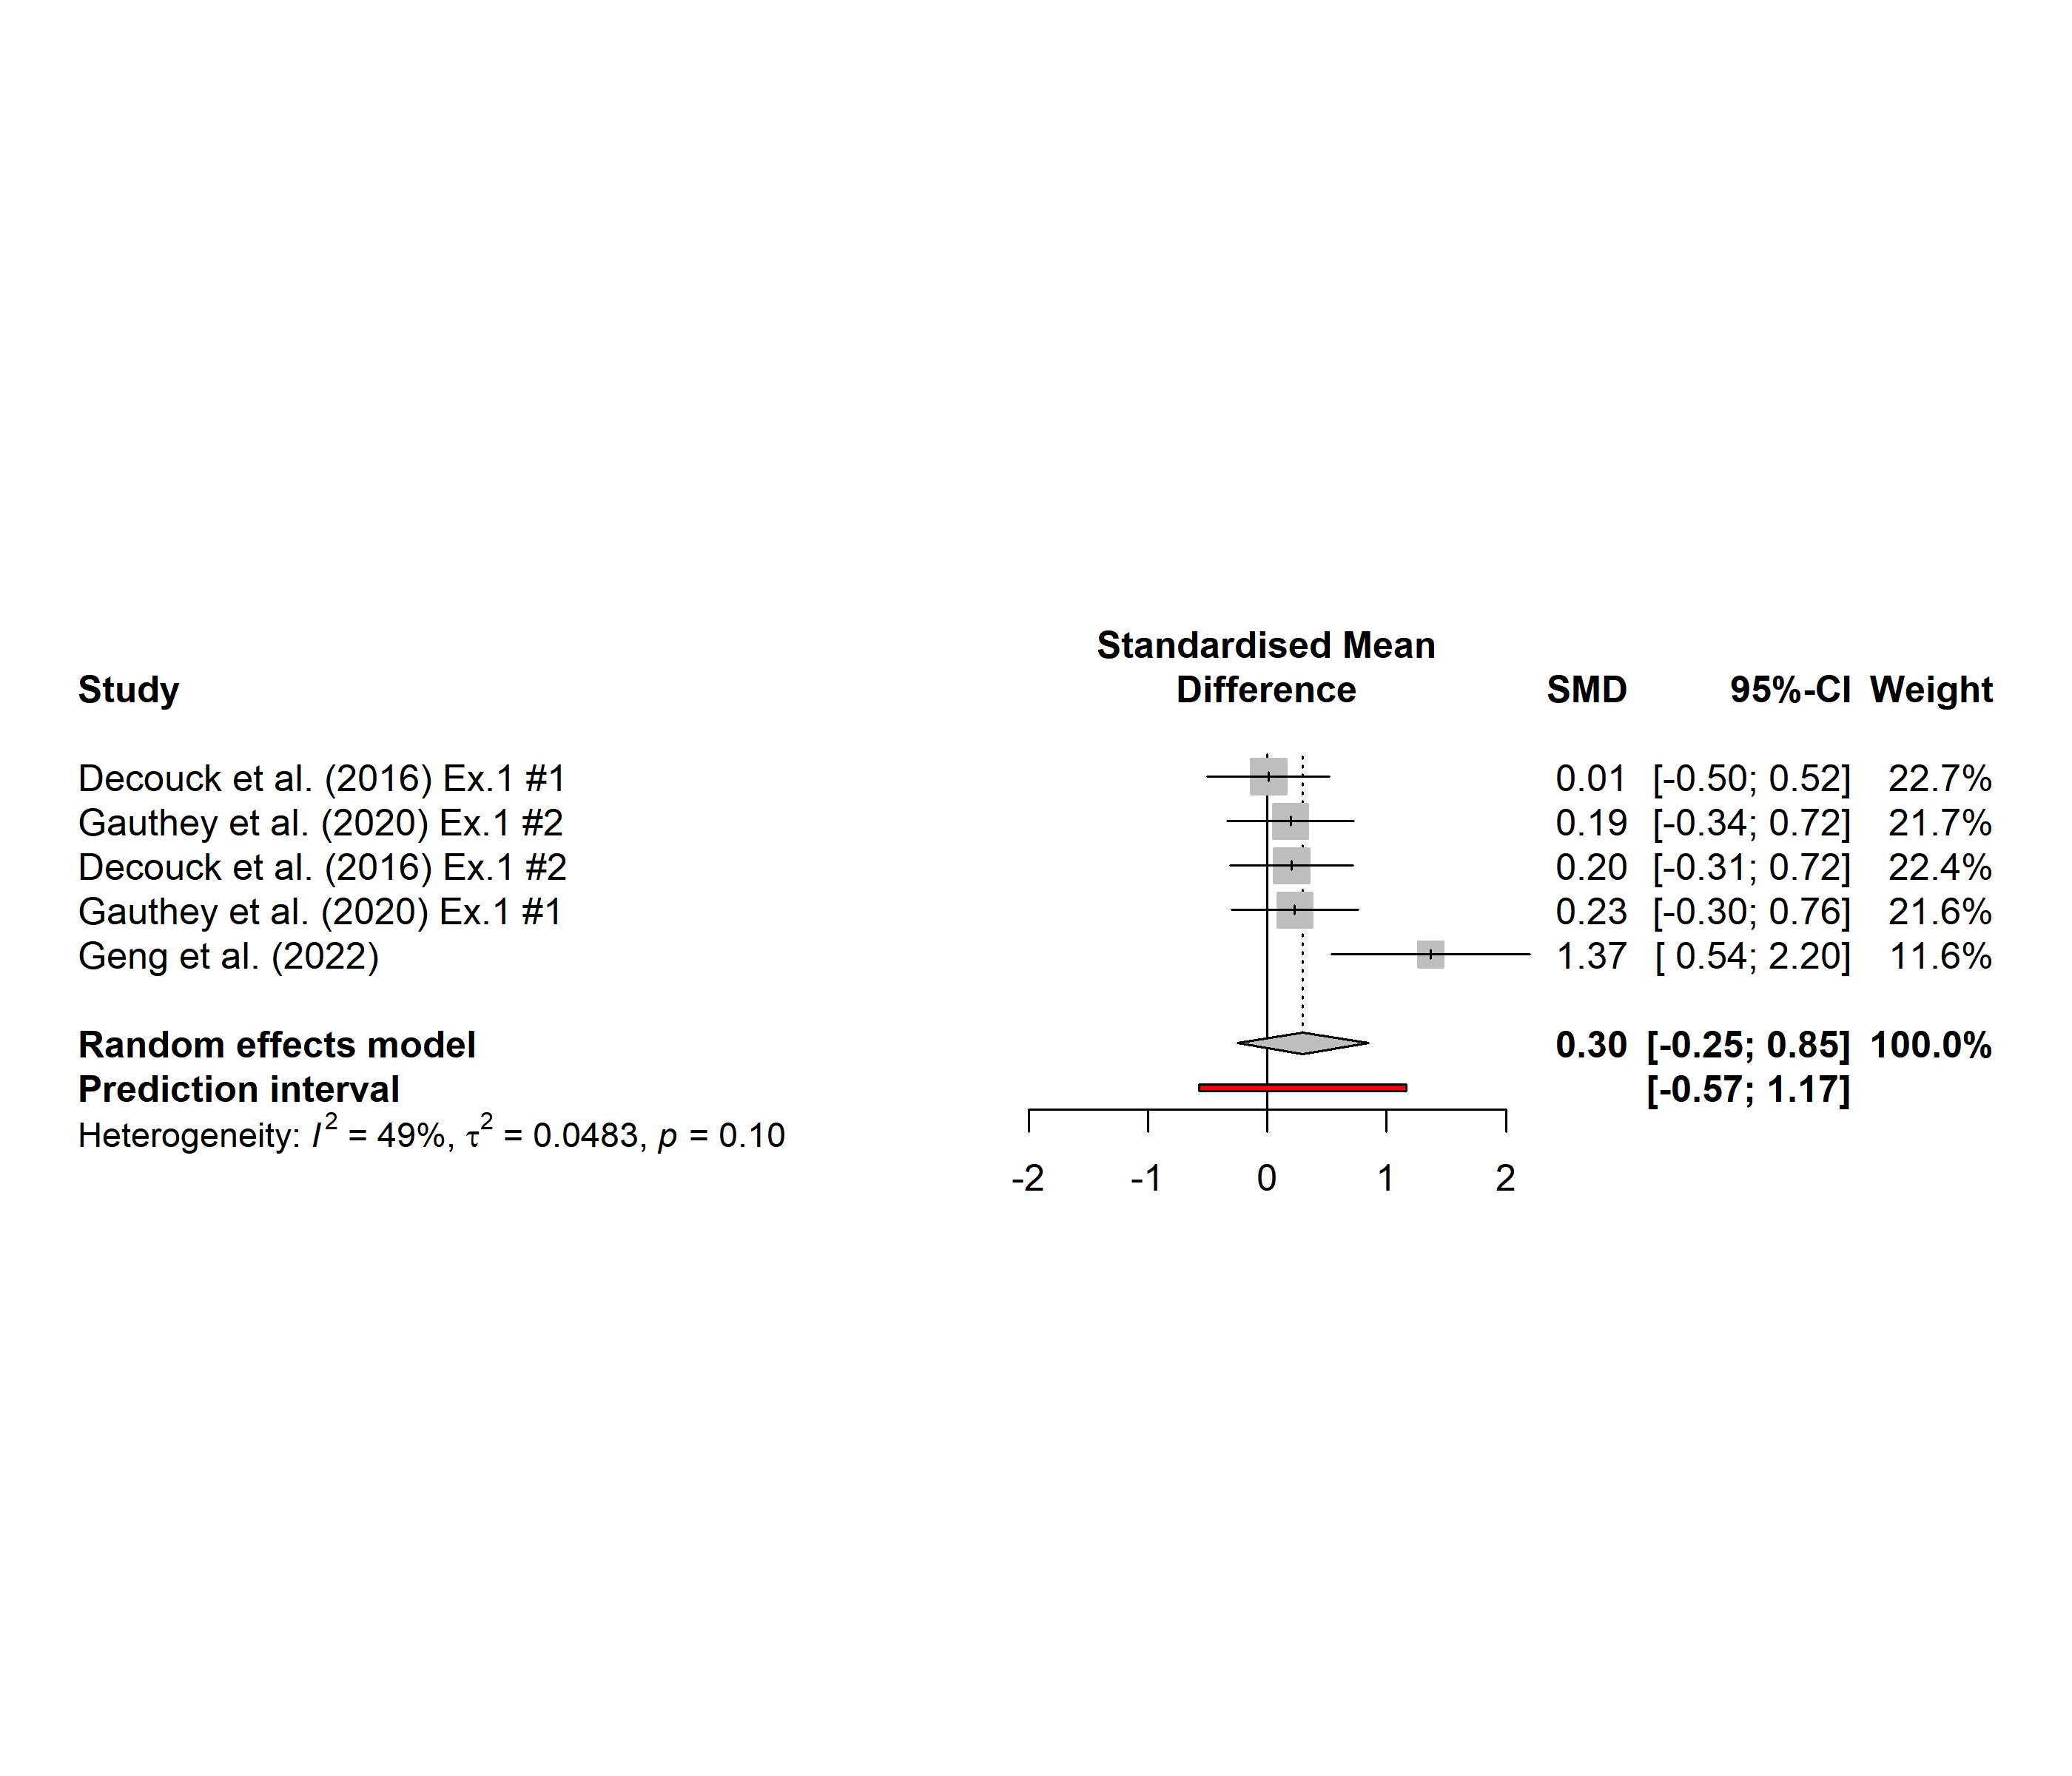 Standardised Mean
Study Difference SMD 95%-CI Weight
Decouck et al. (2016) Ex.1 #1 0.01 [-0.50; 0.52] 22.7%
Gauthey et al. (2020) Ex.1 #2 0.19 [-0.34; 0.72] 21.7%
Decouck et al. (2016) Ex.1 #2 0.20 [-0.31; 0.72] 22.4%
Gauthey et al. (2020) Ex.1 #1 0.23 [-0.30; 0.76] 21.6%
Geng et al. (2022) 1.37 [ 0.54; 2.20] 11.6%
Random effects model 0.30 [-0.25; 0.85] 100.0%
Prediction interval [-0.57; 1.17]
Heterogeneity: I² = 49%, τ² = 0.0483, p = 0.10
-2 -1 0 1 2